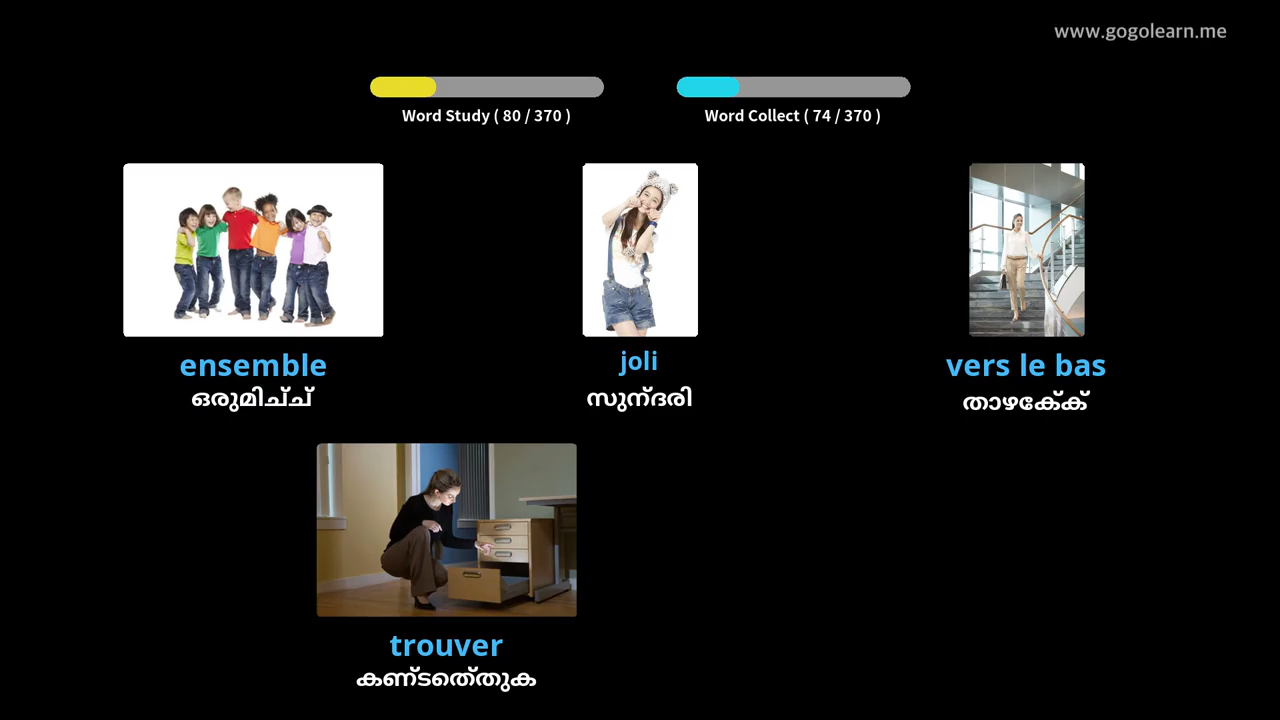 www.gogolearn.me
Word Study ( 80 / 370 )
Word Collect ( 74 / 370 )
ensemble
ഒരുമിച്ച്
joli
സുന്ദരി
vers le bas
താഴേക്ക്
trouver
കണ്ടെത്തുക